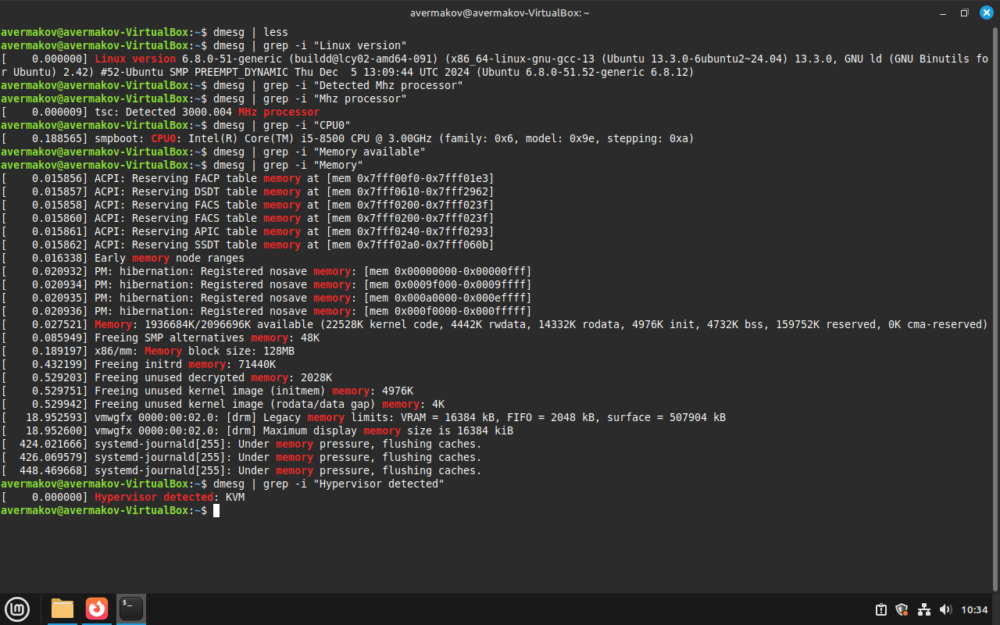 avermakov@avermakov-VirtualBox: ~
avermakov@avermakov-VirtualBox:~$ dmesg | less
avermakov@avermakov-VirtualBox:~$ dmesg | grep -i "Linux version"
[    0.000000] Linux version 6.8.0-51-generic (buildd@lcy02-amd64-091) (x86_64-linux-gnu-gcc-13 (Ubuntu 13.3.0-6ubuntu2~24.04) 13.3.0, GNU ld (GNU Binutils fo
r Ubuntu) 2.42) #52-Ubuntu SMP PREEMPT_DYNAMIC Thu Dec  5 13:09:44 UTC 2024 (Ubuntu 6.8.0-51.52-generic 6.8.12)
avermakov@avermakov-VirtualBox:~$ dmesg | grep -i "Detected Mhz processor"
avermakov@avermakov-VirtualBox:~$ dmesg | grep -i "Mhz processor"
[    0.000009] tsc: Detected 3000.004 MHz processor
avermakov@avermakov-VirtualBox:~$ dmesg | grep -i "CPU0"
[    0.188565] smpboot: CPU0: Intel(R) Core(TM) i5-8500 CPU @ 3.00GHz (family: 0x6, model: 0x9e, stepping: 0xa)
avermakov@avermakov-VirtualBox:~$ dmesg | grep -i "Memory available"
avermakov@avermakov-VirtualBox:~$ dmesg | grep -i "Memory"
[    0.015856] ACPI: Reserving FACP table memory at [mem 0x7fff00f0-0x7fff01e3]
[    0.015857] ACPI: Reserving DSDT table memory at [mem 0x7fff0610-0x7fff2962]
[    0.015858] ACPI: Reserving FACS table memory at [mem 0x7fff0200-0x7fff023f]
[    0.015860] ACPI: Reserving FACS table memory at [mem 0x7fff0200-0x7fff023f]
[    0.015861] ACPI: Reserving APIC table memory at [mem 0x7fff0240-0x7fff0293]
[    0.015862] ACPI: Reserving SSDT table memory at [mem 0x7fff02a0-0x7fff060b]
[    0.016338] Early memory node ranges
[    0.020932] PM: hibernation: Registered nosave memory: [mem 0x00000000-0x00000fff]
[    0.020934] PM: hibernation: Registered nosave memory: [mem 0x0009f000-0x0009ffff]
[    0.020935] PM: hibernation: Registered nosave memory: [mem 0x000a0000-0x000effff]
[    0.020936] PM: hibernation: Registered nosave memory: [mem 0x000f0000-0x000fffff]
[    0.027521] Memory: 1936684K/2096696K available (22528K kernel code, 4442K rwdata, 14332K rodata, 4976K init, 4732K bss, 159752K reserved, 0K cma-reserved)
[    0.085949] Freeing SMP alternatives memory: 48K
[    0.189197] x86/mm: Memory block size: 128MB
[    0.432199] Freeing initrd memory: 71440K
[    0.529203] Freeing unused decrypted memory: 2028K
[    0.529751] Freeing unused kernel image (initmem) memory: 4976K
[    0.529942] Freeing unused kernel image (rodata/data gap) memory: 4K
[   18.952593] vmwgfx 0000:00:02.0: [drm] Legacy memory limits: VRAM = 16384 kB, FIFO = 2048 kB, surface = 507904 kB
[   18.952600] vmwgfx 0000:00:02.0: [drm] Maximum display memory size is 16384 kiB
[  424.021666] systemd-journald[255]: Under memory pressure, flushing caches.
[  426.069579] systemd-journald[255]: Under memory pressure, flushing caches.
[  448.469668] systemd-journald[255]: Under memory pressure, flushing caches.
avermakov@avermakov-VirtualBox:~$ dmesg | grep -i "Hypervisor detected"
[    0.000000] Hypervisor detected: KVM
avermakov@avermakov-VirtualBox:~$
10:34